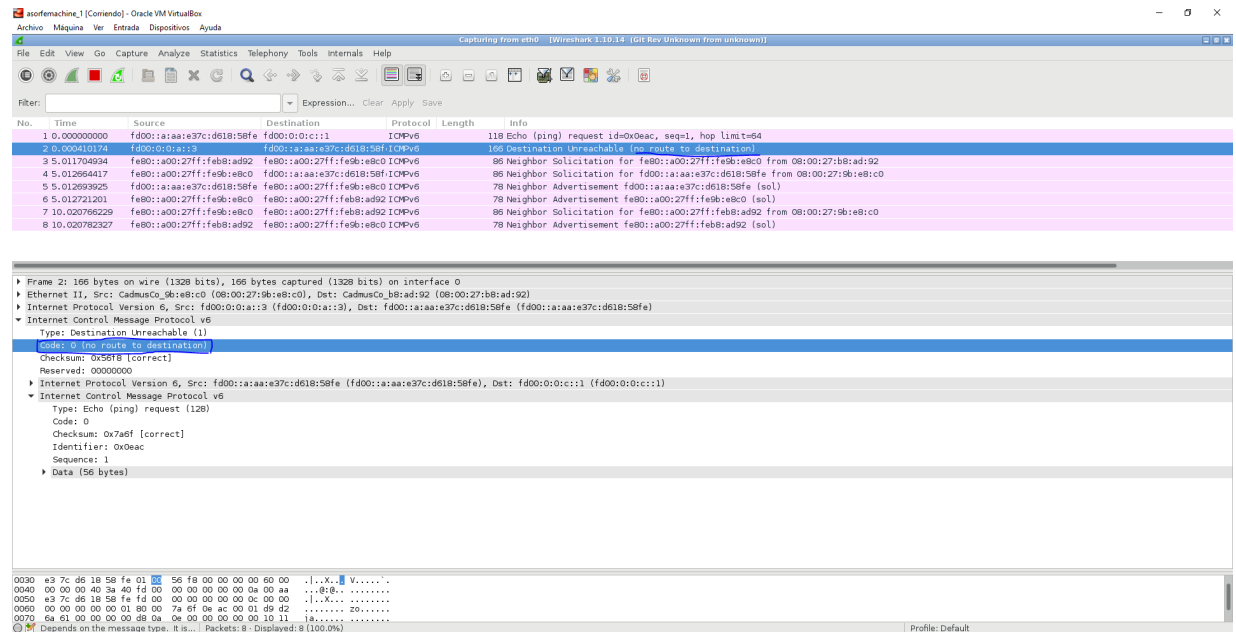 asorfemachine_1 [Corriendo] - Oracle VM VirtualBox
Archivo Máquina Ver Entrada Dispositivos Ayuda
Capturing from eth0 [Wireshark 1.10.14 (Git Rev Unknown from unknown)]
File Edit View Go Capture Analyze Statistics Telephony Tools Internals Help
Filter: Expression... Clear Apply Save
No. Time Source Destination Protocol Length Info
1 0.000000000 fd00::a:aa:e37c:d618:58fe fd00:0:0:c::1 ICMPv6 118 Echo (ping) request id=0x0eac, seq=1, hop limit=64
2 0.000410174 fd00:0:0:a::3 fd00::a:aa:e37c:d618:58f ICMPv6 166 Destination Unreachable (no route to destination)
3 5.011704934 fe80::a00:27ff:feb8:ad92 fe80::a00:27ff:fe9b:e8c0 ICMPv6 86 Neighbor Solicitation for fe80::a00:27ff:fe9b:e8c0 from 08:00:27:b8:ad:92
4 5.012664417 fe80::a00:27ff:fe9b:e8c0 fd00::a:aa:e37c:d618:58f ICMPv6 86 Neighbor Solicitation for fd00::a:aa:e37c:d618:58fe from 08:00:27:9b:e8:c0
5 5.012693925 fd00::a:aa:e37c:d618:58fe fe80::a00:27ff:fe9b:e8c0 ICMPv6 78 Neighbor Advertisement fd00::a:aa:e37c:d618:58fe (sol)
6 5.012721201 fe80::a00:27ff:fe9b:e8c0 fe80::a00:27ff:feb8:ad92 ICMPv6 78 Neighbor Advertisement fe80::a00:27ff:fe9b:e8c0 (sol)
7 10.020766229 fe80::a00:27ff:fe9b:e8c0 fe80::a00:27ff:feb8:ad92 ICMPv6 86 Neighbor Solicitation for fe80::a00:27ff:feb8:ad92 from 08:00:27:9b:e8:c0
8 10.020782327 fe80::a00:27ff:feb8:ad92 fe80::a00:27ff:fe9b:e8c0 ICMPv6 78 Neighbor Advertisement fe80::a00:27ff:feb8:ad92 (sol)
Frame 2: 166 bytes on wire (1328 bits), 166 bytes captured (1328 bits) on interface 0
Ethernet II, Src: CadmusCo_9b:e8:c0 (08:00:27:9b:e8:c0), Dst: CadmusCo_b8:ad:92 (08:00:27:b8:ad:92)
Internet Protocol Version 6, Src: fd00:0:0:a::3 (fd00:0:0:a::3), Dst: fd00::a:aa:e37c:d618:58fe (fd00::a:aa:e37c:d618:58fe)
Internet Control Message Protocol v6
Type: Destination Unreachable (1)
Code: 0 (no route to destination)
Checksum: 0x56f8 [correct]
Reserved: 00000000
Internet Protocol Version 6, Src: fd00::a:aa:e37c:d618:58fe (fd00::a:aa:e37c:d618:58fe), Dst: fd00:0:0:c::1 (fd00:0:0:c::1)
Internet Control Message Protocol v6
Type: Echo (ping) request (128)
Code: 0
Checksum: 0x7a6f [correct]
Identifier: 0x0eac
Sequence: 1
Data (56 bytes)
0030 e3 7c d6 18 58 fe 01 00 56 f8 00 00 00 00 60 00 .|..X... V.....`.
0040 00 00 00 40 3a 40 fd 00 00 00 00 00 00 0a 00 aa ...@:@.. ........
0050 e3 7c d6 18 58 fe fd 00 00 00 00 00 00 0c 00 00 .|..X... ........
0060 00 00 00 00 00 01 80 00 7a 6f 0e ac 00 01 d9 d2 ........ zo......
0070 6a 61 00 00 00 00 d8 0a 0e 00 00 00 00 00 10 11 ja...... ........
Depends on the message type. It is... Packets: 8 · Displayed: 8 (100.0%) Profile: Default